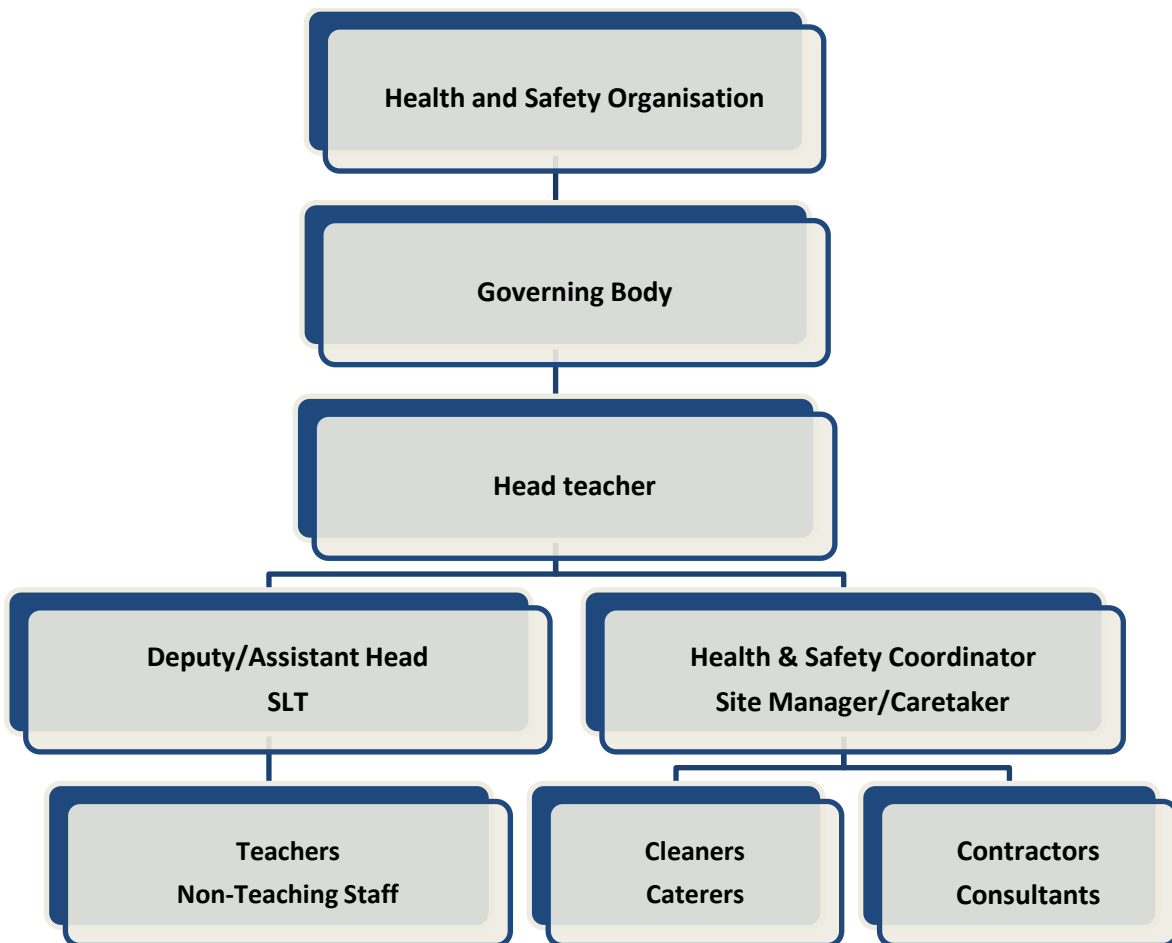 Health and Safety Organisation
Governing Body
Head teacher
Deputy/Assistant Head
SLT
Health & Safety Coordinator
Site Manager/Caretaker
Teachers
Non-Teaching Staff
Cleaners
Caterers
Contractors
Consultants